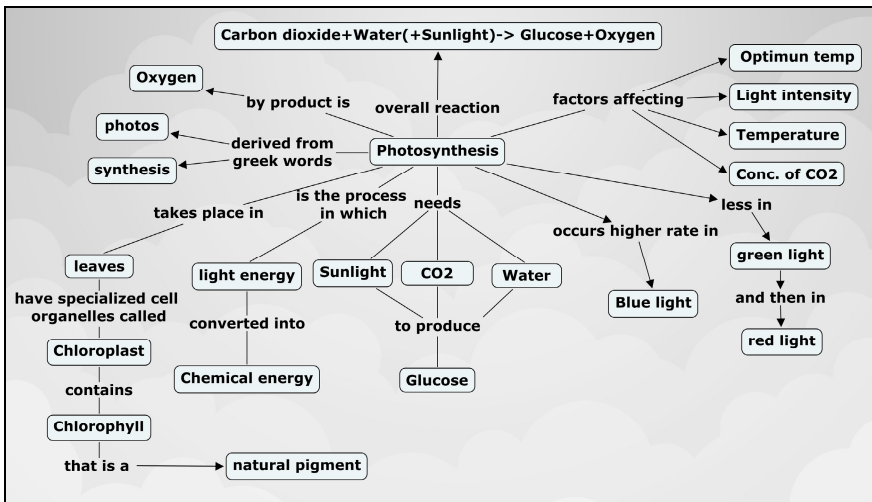 Carbon dioxide+Water(+Sunlight)-> Glucose+Oxygen
Oxygen
by product is
overall reaction
factors affecting
Optimun temp
Light intensity
Temperature
Conc. of CO2
photos
synthesis
derived from
greek words
Photosynthesis
takes place in
is the process
in which
needs
occurs higher rate in
less in
leaves
light energy
Sunlight
CO2
Water
Blue light
green light
and then in
red light
have specialized cell
organelles called
converted into
to produce
Chloroplast
Chemical energy
Glucose
contains
Chlorophyll
that is a
natural pigment